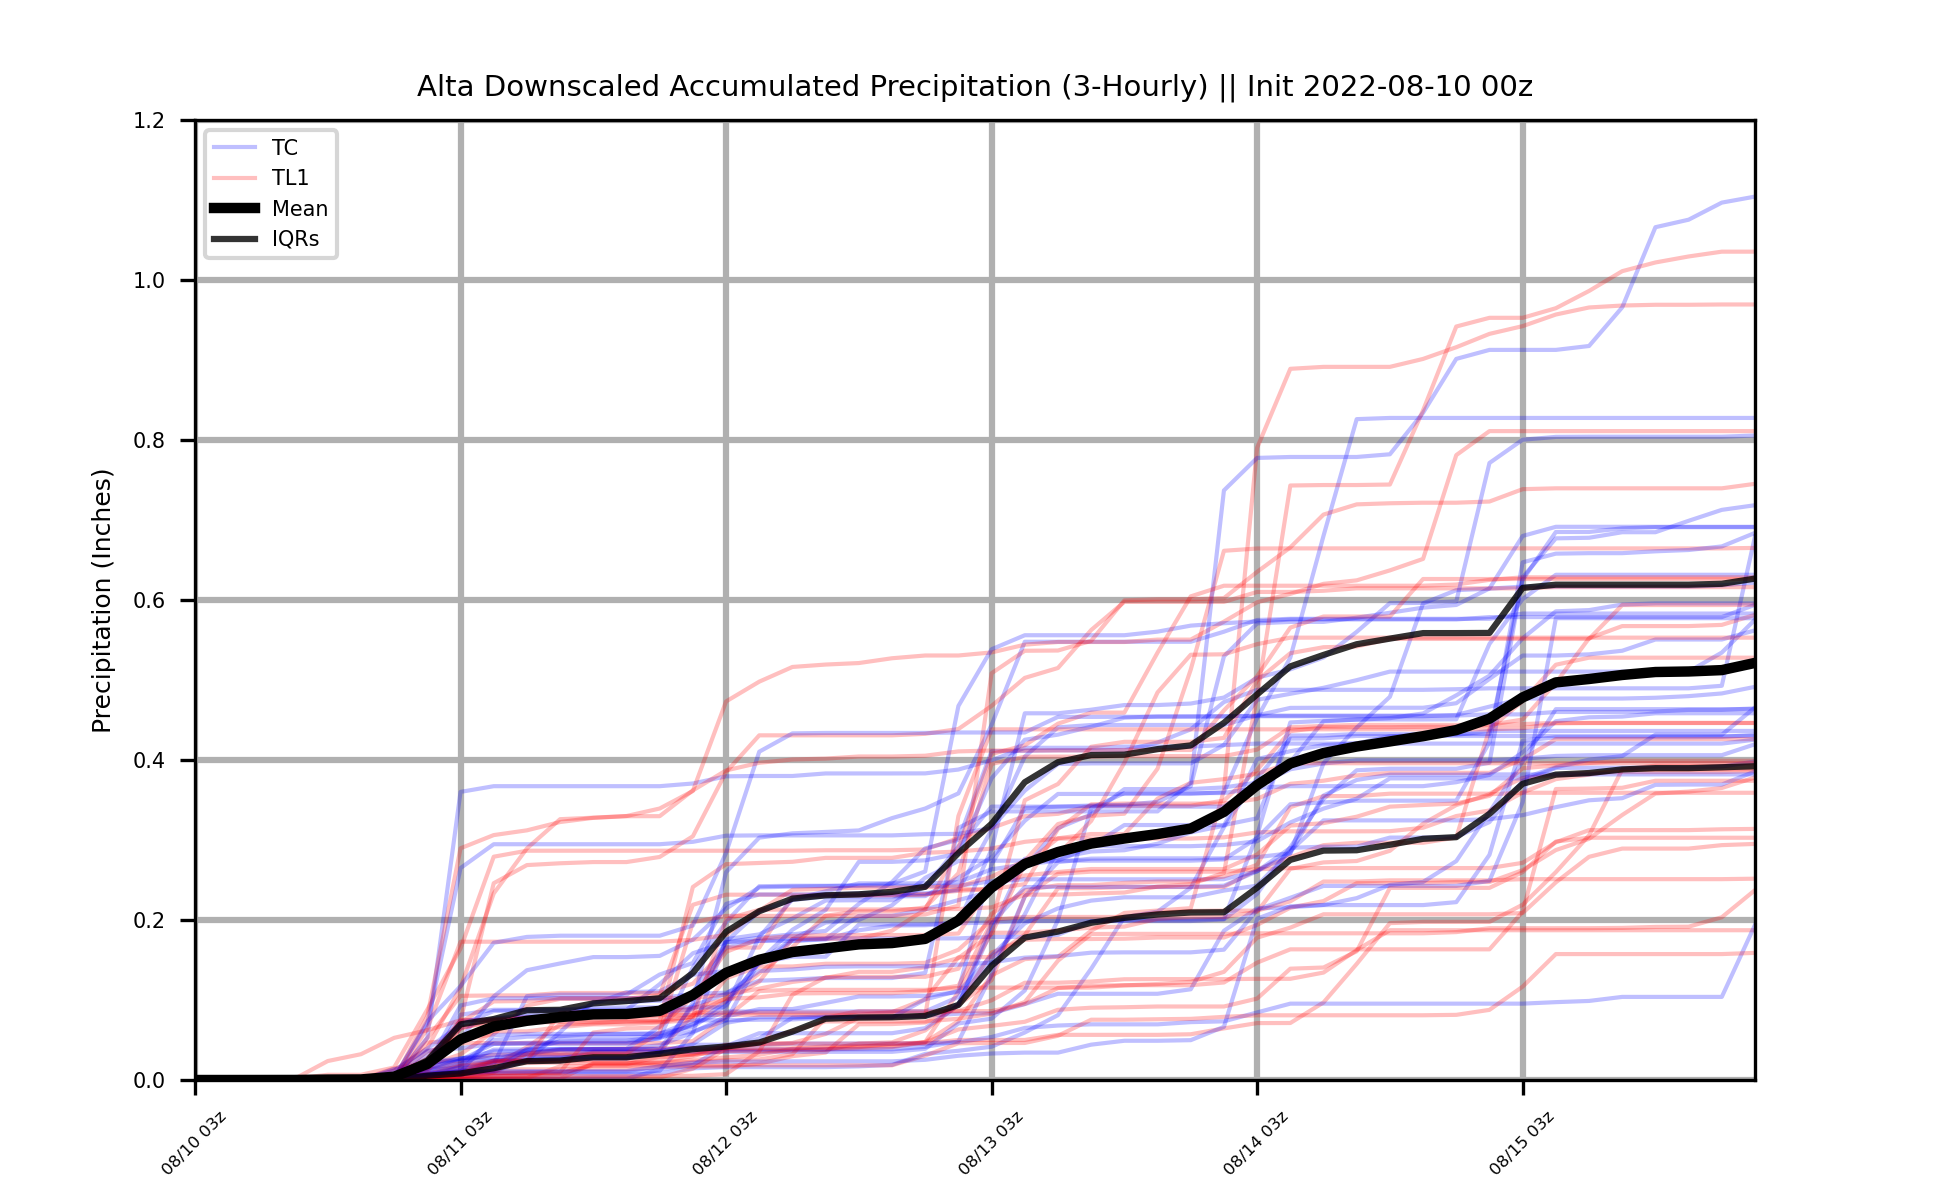 Alta Downscaled Accumulated Precipitation (3-Hourly) || Init 2022-08-10 00z
1.2
1.0
0.8
0.6
0.4
0.2
0.0
Precipitation (Inches)
TC
TL1
Mean
IQRs
08/10 03z
08/11 03z
08/12 03z
08/13 03z
08/14 03z
08/15 03z